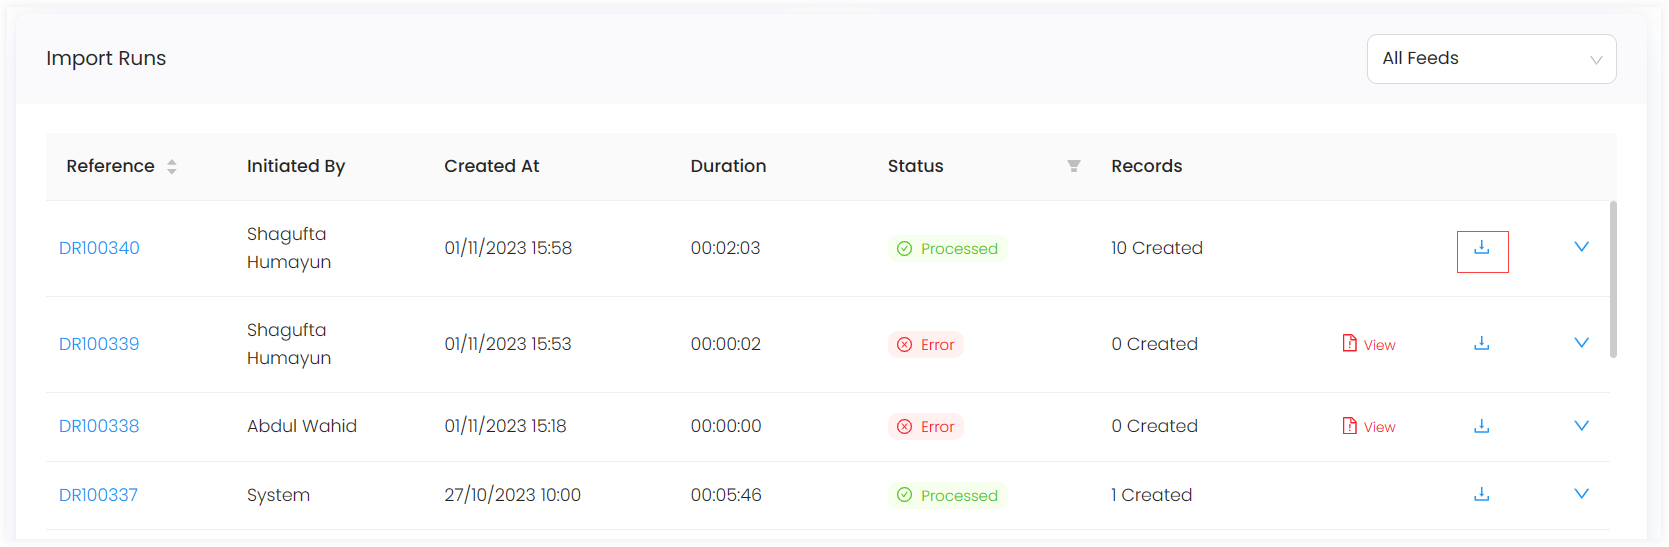 Import Runs
All Feeds
Reference Initiated By Created At Duration Status Records
DR100340 Shagufta Humayun 01/11/2023 15:58 00:02:03 Processed 10 Created
DR100339 Shagufta Humayun 01/11/2023 15:53 00:00:02 Error 0 Created View
DR100338 Abdul Wahid 01/11/2023 15:18 00:00:00 Error 0 Created View
DR100337 System 27/10/2023 10:00 00:05:46 Processed 1 Created